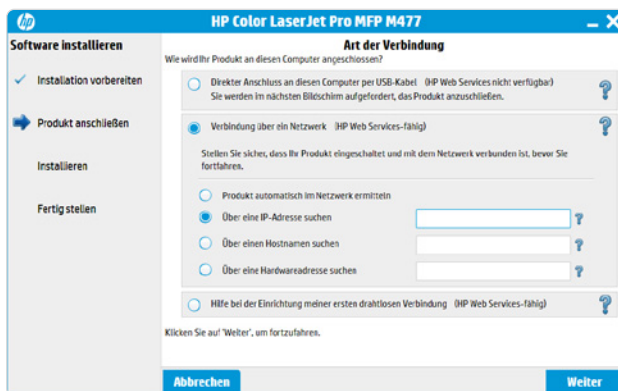 hp
HP Color LaserJet Pro MFP M477
Software installieren
Installation vorbereiten
Produkt anschließen
Installieren
Fertig stellen
Art der Verbindung
Wie wird Ihr Produkt an diesen Computer angeschlossen?
Direkter Anschluss an diesen Computer per USB-Kabel (HP Web Services nicht verfügbar)
Sie werden im nächsten Bildschirm aufgefordert, das Produkt anzuschließen.
?
Verbindung über ein Netzwerk (HP Web Services-fähig)
?
Stellen Sie sicher, dass Ihr Produkt eingeschaltet und mit dem Netzwerk verbunden ist, bevor Sie
fortfahren.
Produkt automatisch im Netzwerk ermitteln
Über eine IP-Adresse suchen
?
Über einen Hostnamen suchen
?
Über eine Hardwareadresse suchen
?
Hilfe bei der Einrichtung meiner ersten drahtlosen Verbindung (HP Web Services-fähig)
?
Klicken Sie auf 'Weiter', um fortzufahren.
Abbrechen
Weiter